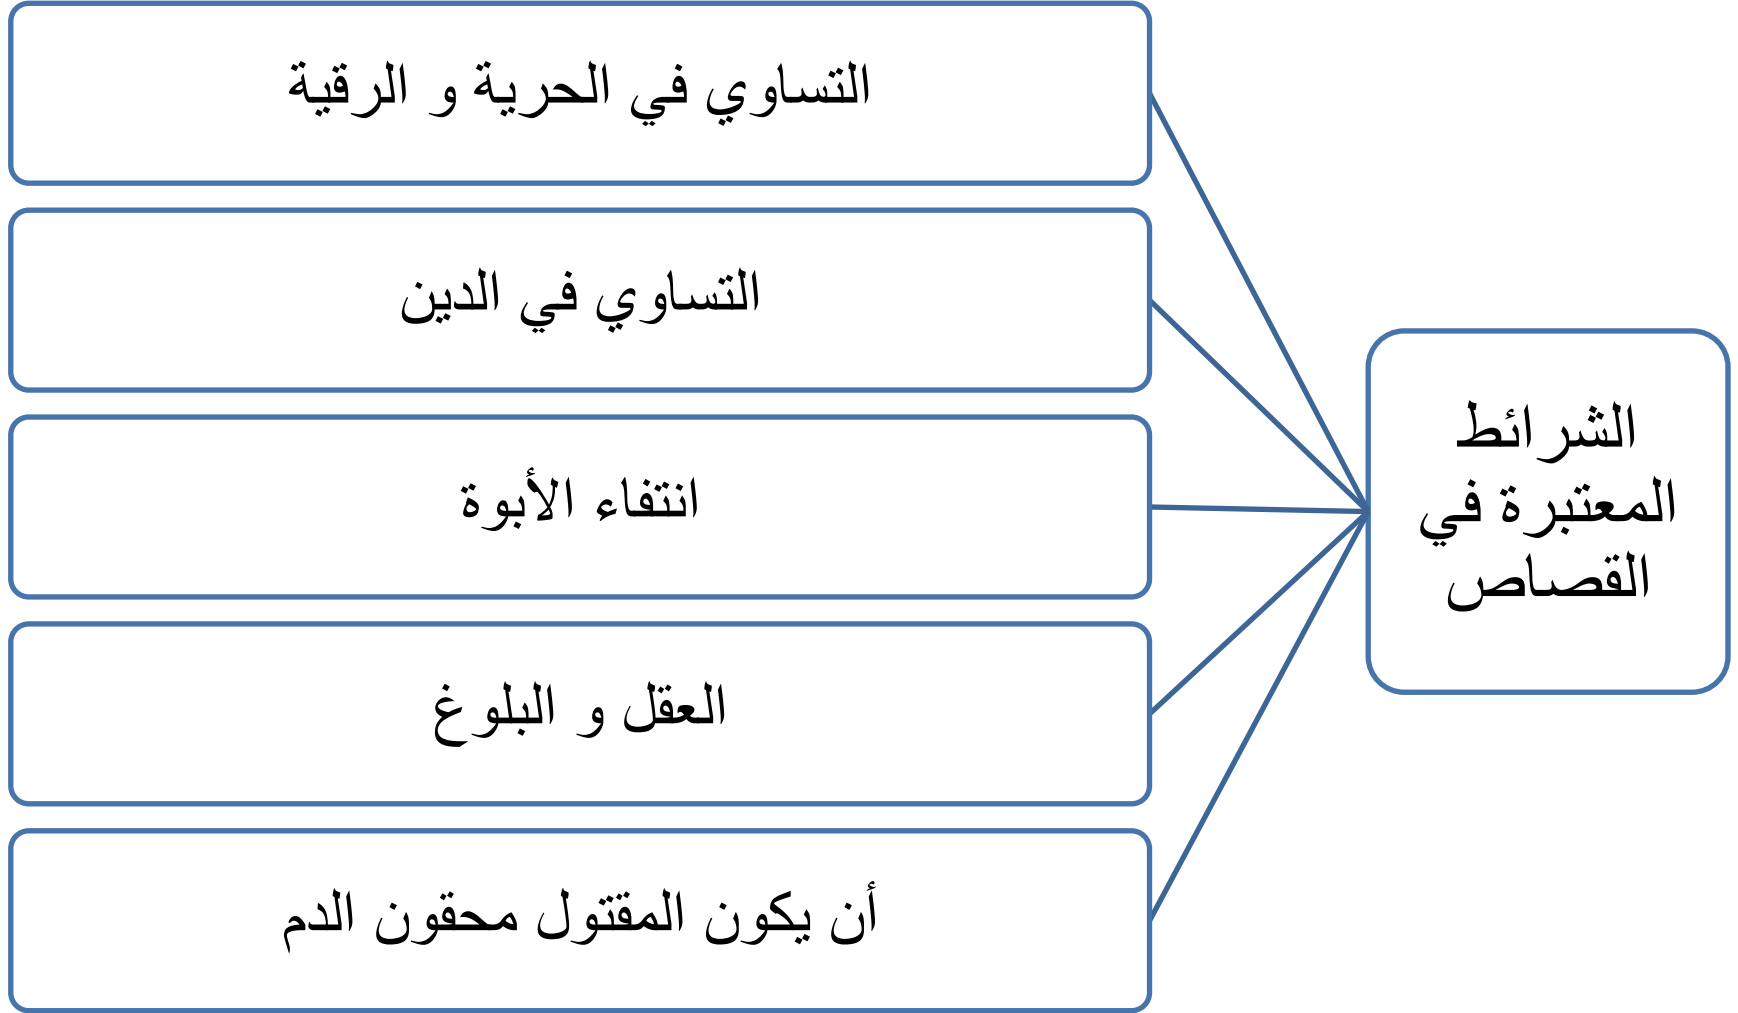 الشرائط
المعتبرة في
القصاص
التساوي في الحرية و الرقية
التساوي في الدين
انتفاء الأبوة
العقل و البلوغ
أن يكون المقتول محقون الدم